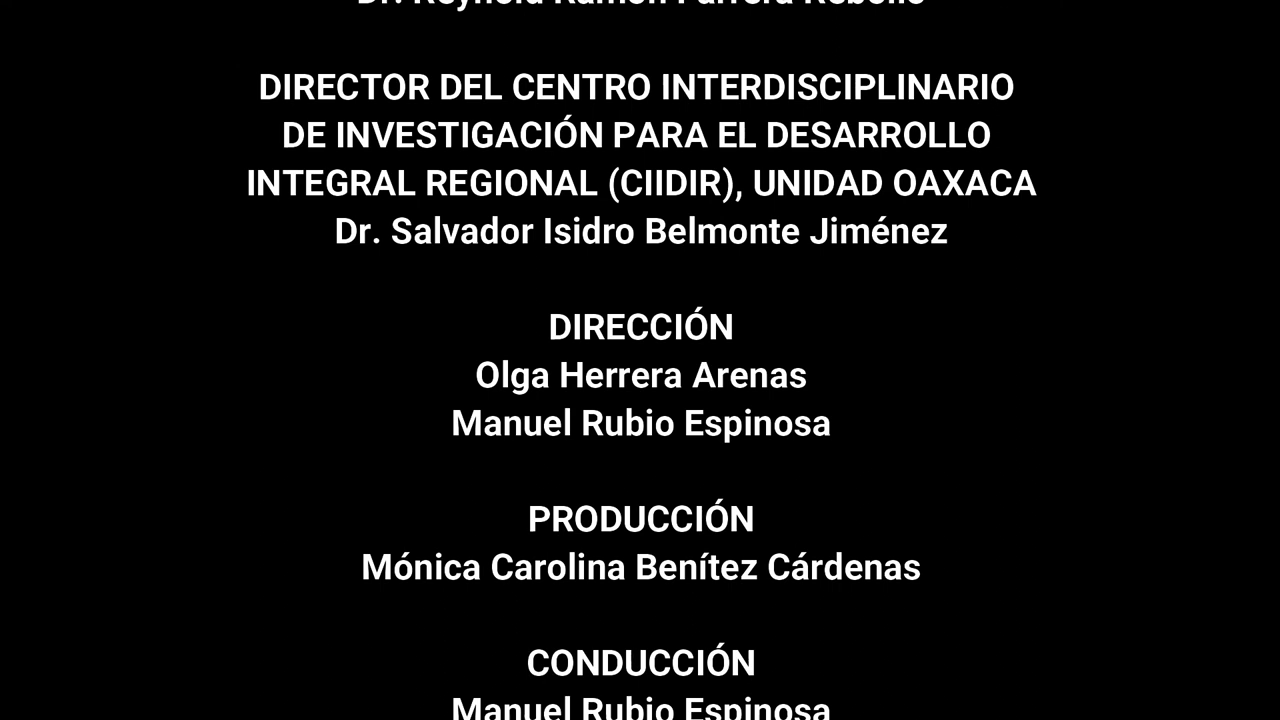 DIRECTOR DEL CENTRO INTERDISCIPLINARIO
DE INVESTIGACIÓN PARA EL DESARROLLO
INTEGRAL REGIONAL (CIIDIR), UNIDAD OAXACA
Dr. Salvador Isidro Belmonte Jiménez
DIRECCIÓN
Olga Herrera Arenas
Manuel Rubio Espinosa
PRODUCCIÓN
Mónica Carolina Benítez Cárdenas
CONDUCCIÓN
Manuel Rubio Espinosa